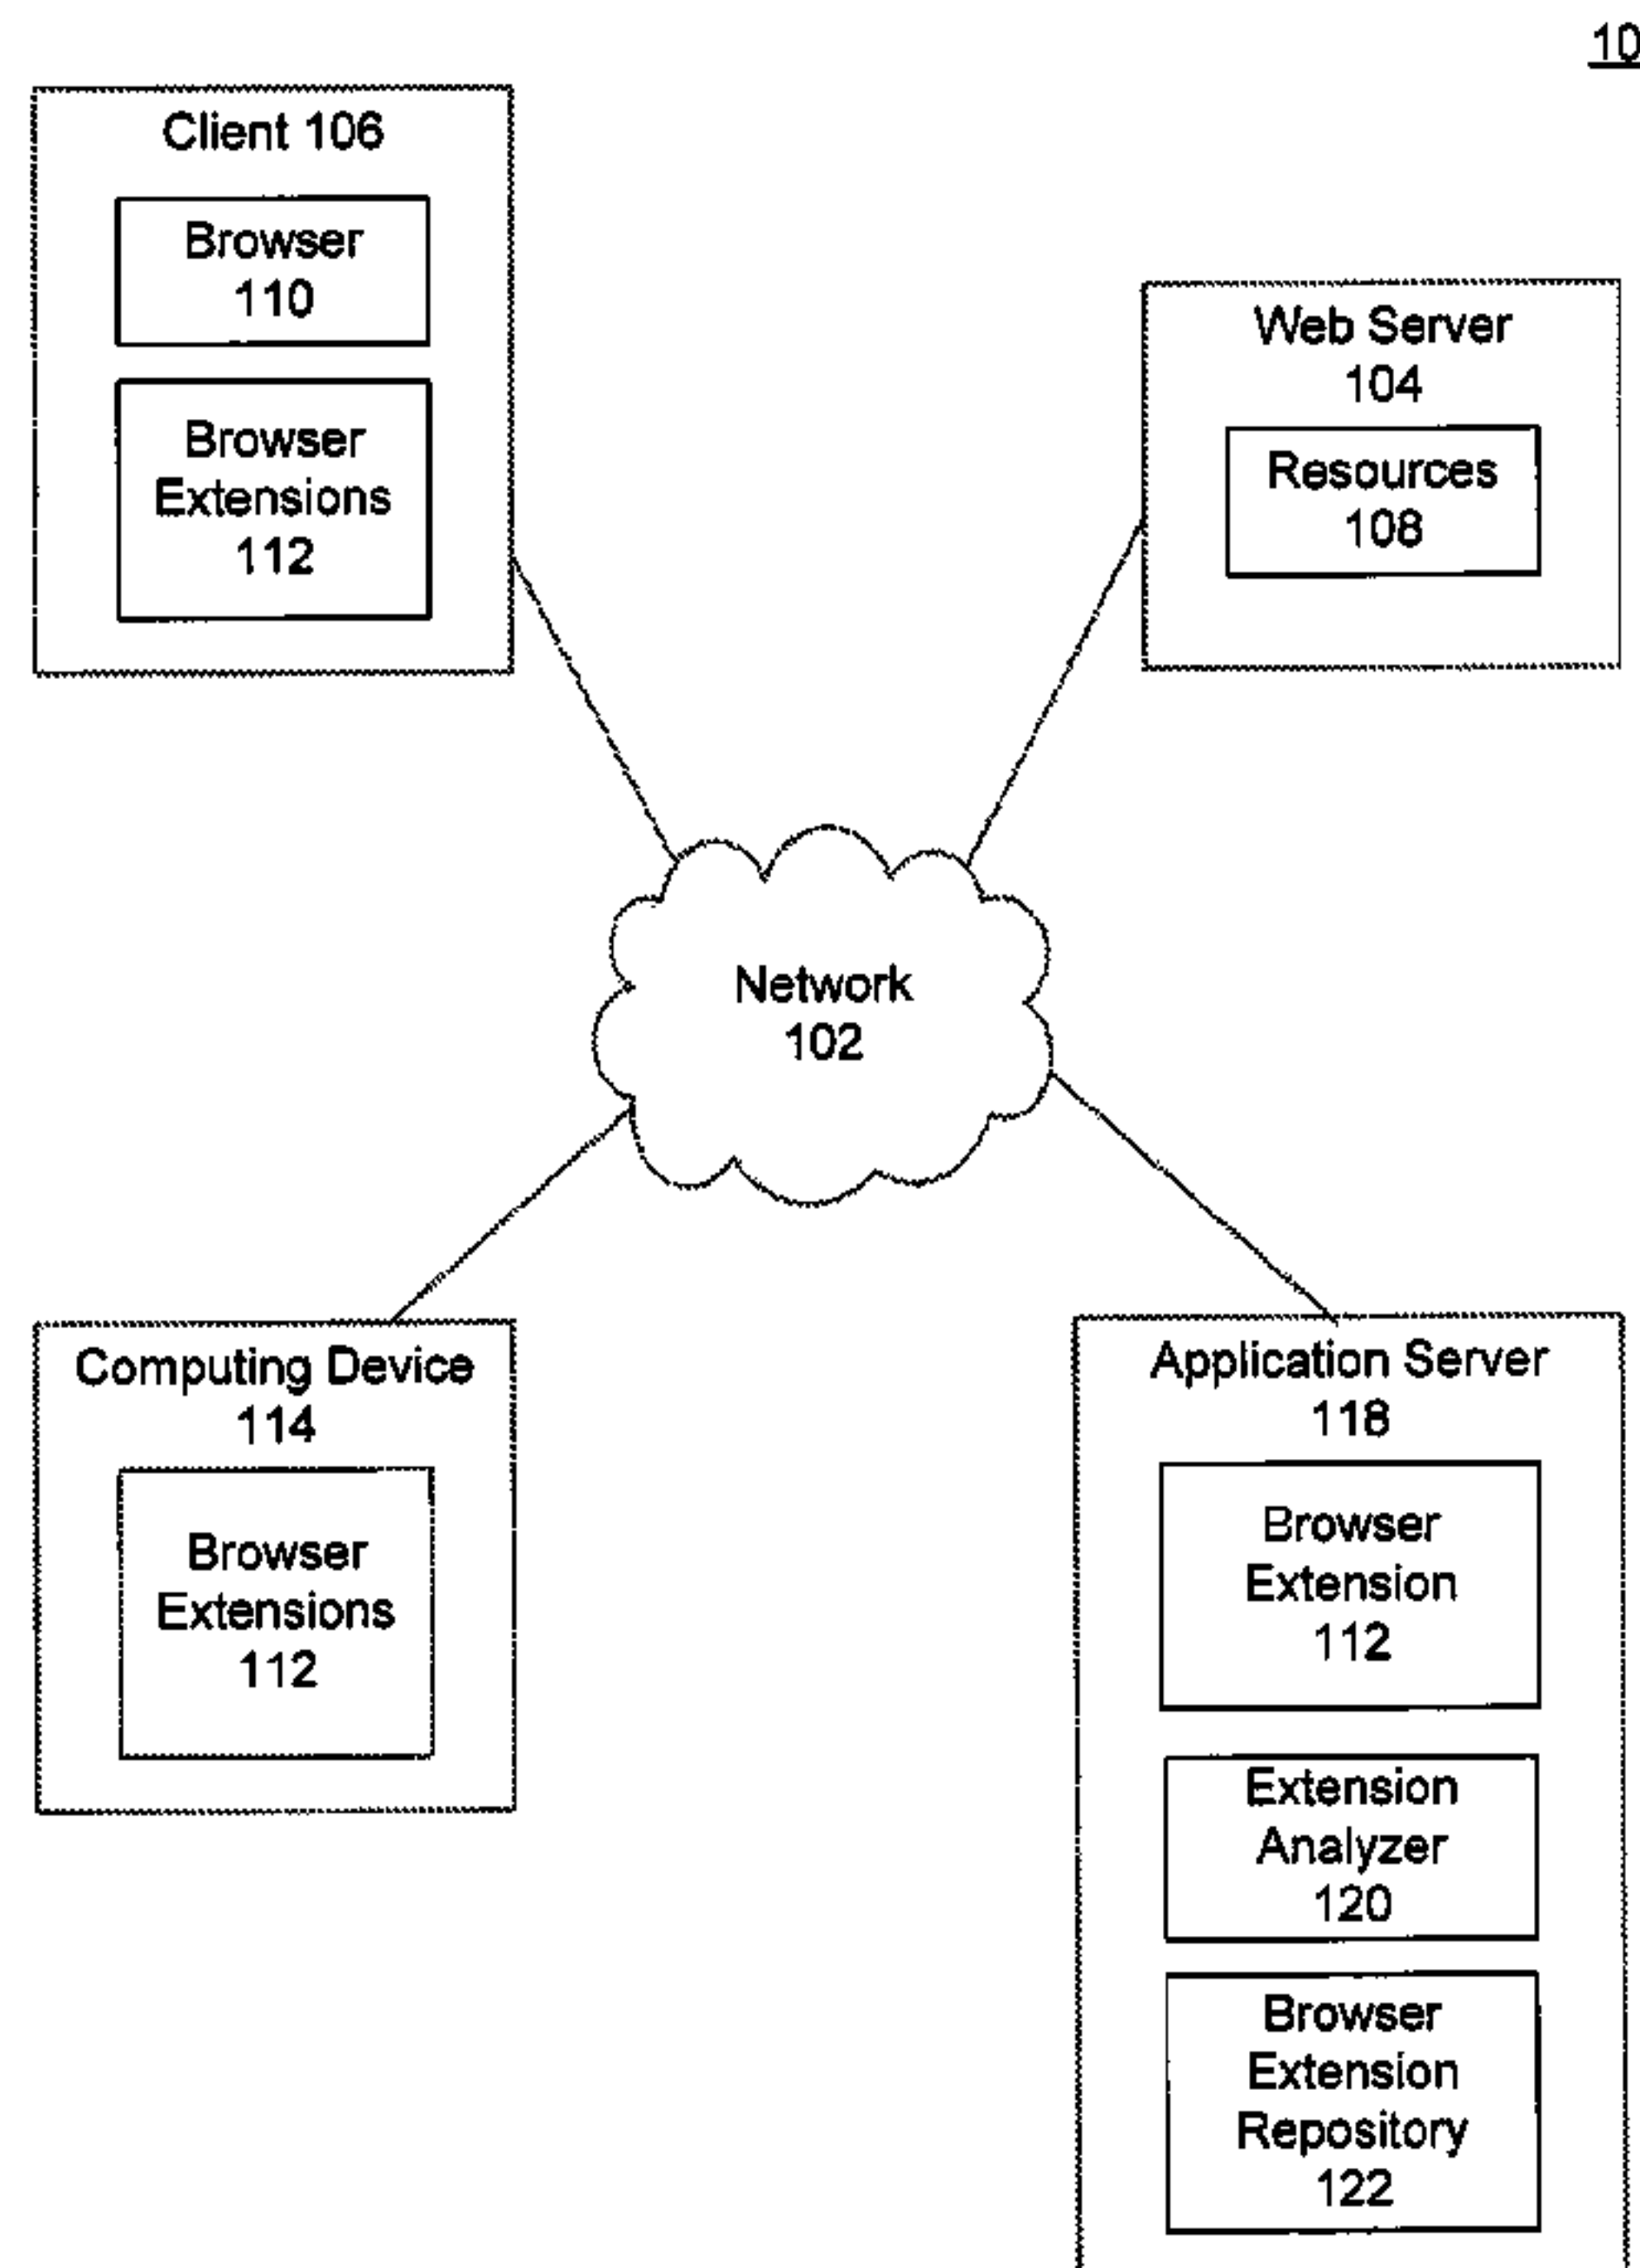 10
Client 106
Browser
110
Browser
Extensions
112
Web Server
104
Resources
108
Network
102
Computing Device
114
Browser
Extensions
112
Application Server
118
Browser
Extension
112
Extension
Analyzer
120
Browser
Extension
Repository
122